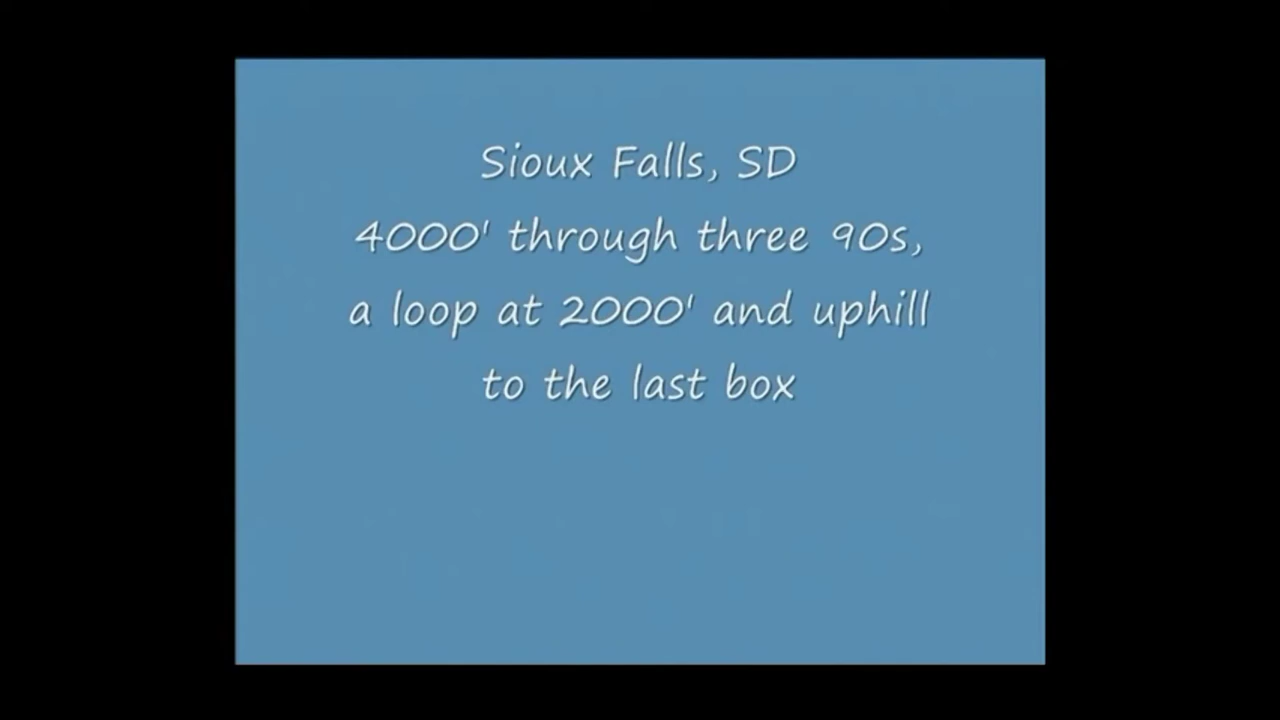 Sioux Falls, SD
4000' through three 90s,
a loop at 2000' and uphill
to the last box